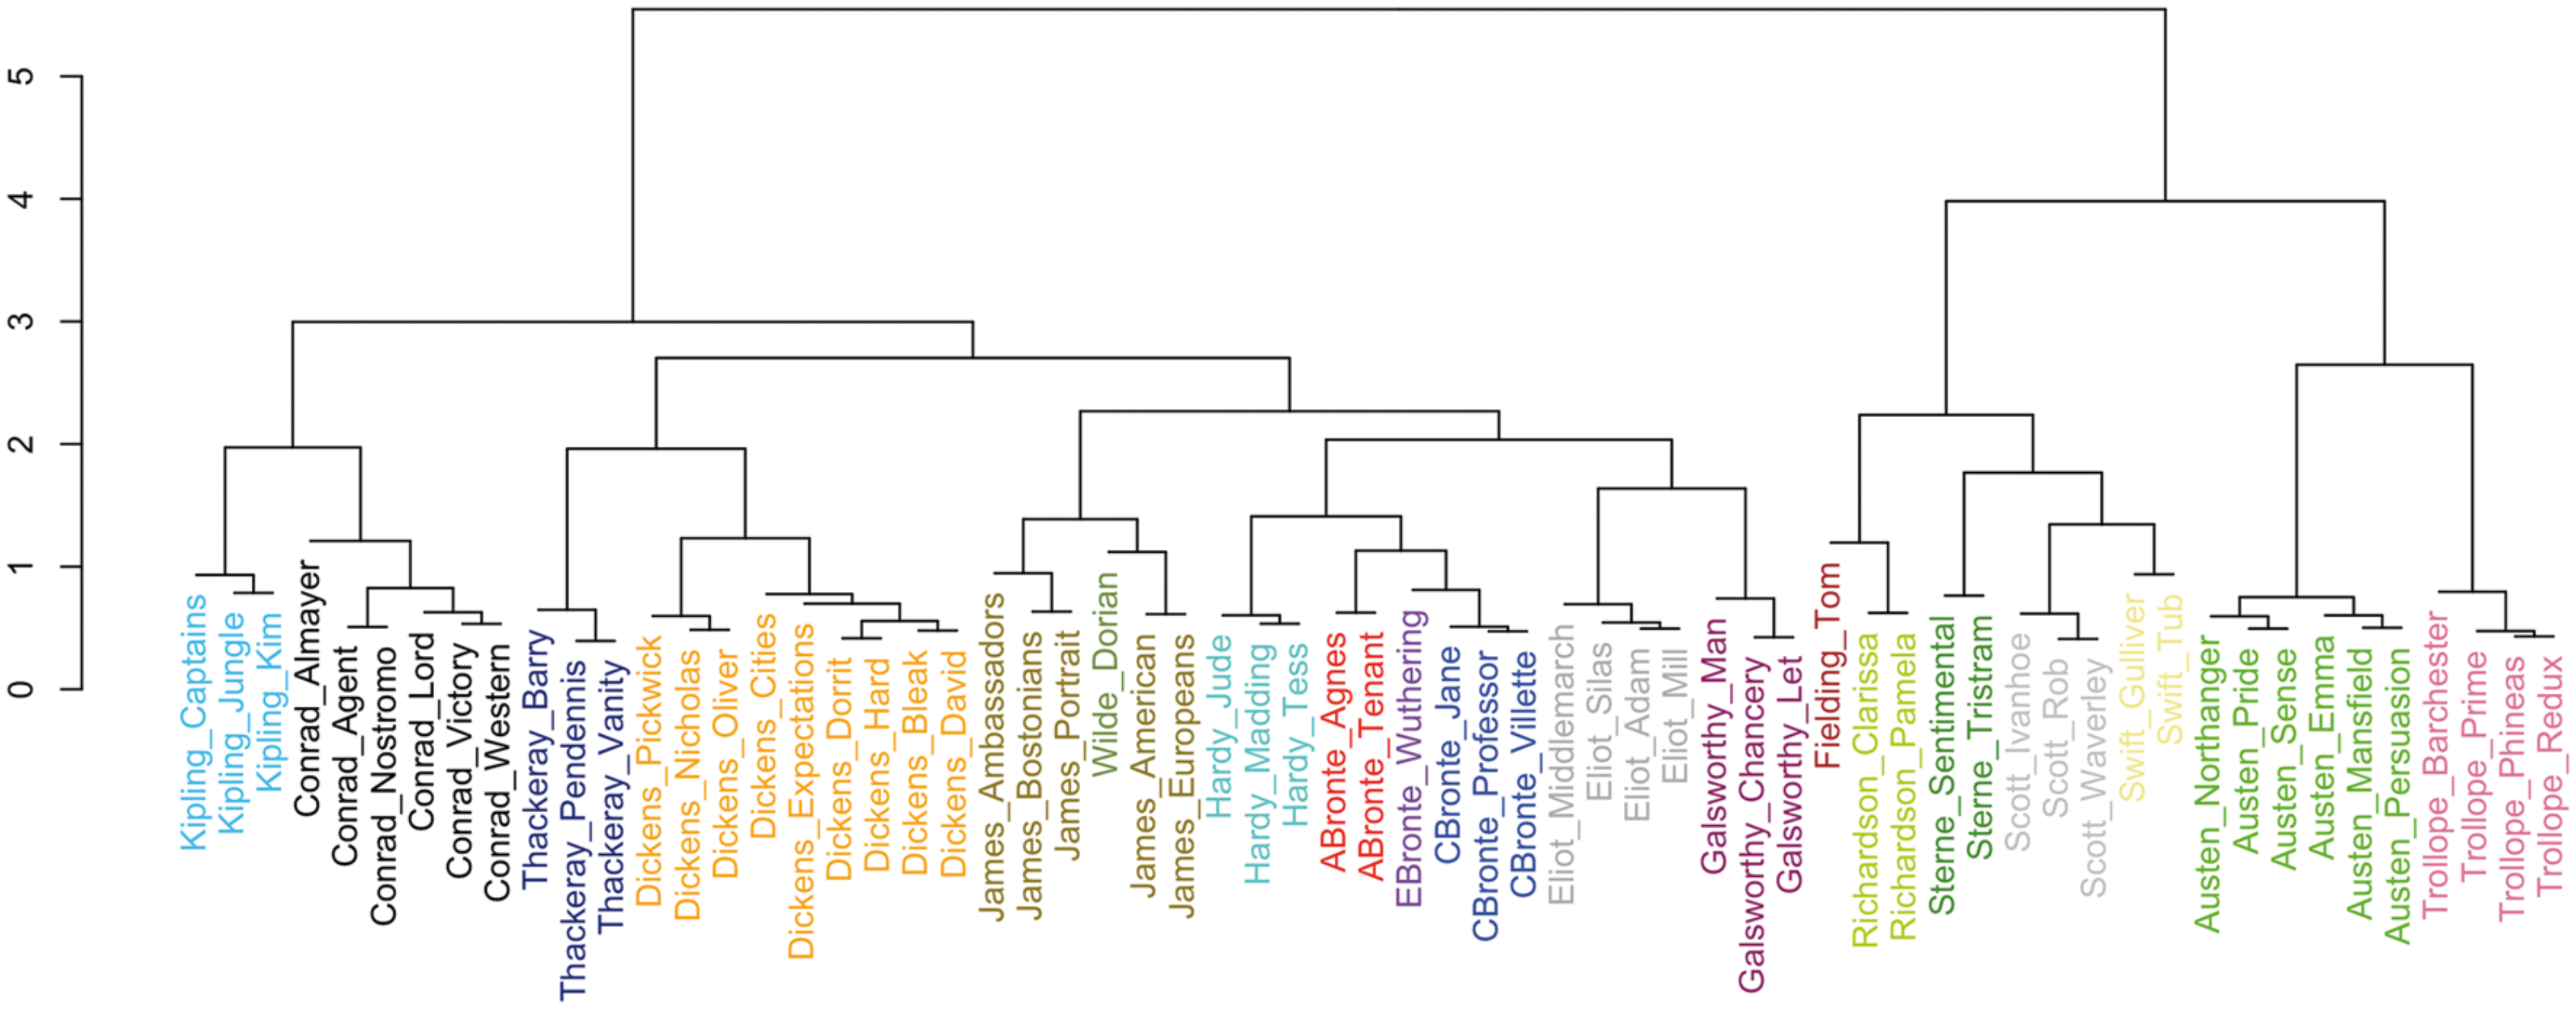 5
4
3
2
1
0
Kipling_Captains
Kipling_Jungle
Kipling_Kim
Conrad_Almayer
Conrad_Agent
Conrad_Nostromo
Conrad_Lord
Conrad_Victory
Conrad_Western
Thackeray_Barry
Thackeray_Pendennis
Thackeray_Vanity
Dickens_Pickwick
Dickens_Nicholas
Dickens_Oliver
Dickens_Cities
Dickens_Expectations
Dickens_Dorrit
Dickens_Hard
Dickens_Bleak
Dickens_David
James_Ambassadors
James_Bostonians
James_Portrait
Wilde_Dorian
James_American
James_Europeans
Hardy_Jude
Hardy_Madding
Hardy_Tess
ABronte_Agnes
ABronte_Tenant
EBronte_Wuthering
CBronte_Jane
CBronte_Professor
CBronte_Villette
Eliot_Middlemarch
Eliot_Silas
Eliot_Adam
Eliot_Mill
Galsworthy_Man
Galsworthy_Chancery
Galsworthy_Let
Fielding_Tom
Richardson_Clarissa
Richardson_Pamela
Sterne_Sentimental
Sterne_Tristram
Scott_Ivanhoe
Scott_Rob
Scott_Waverley
Swift_Gulliver
Swift_Tub
Austen_Northanger
Austen_Pride
Austen_Sense
Austen_Emma
Austen_Mansfield
Austen_Persuasion
Trollope_Barchester
Trollope_Prime
Trollope_Phineas
Trollope_Redux